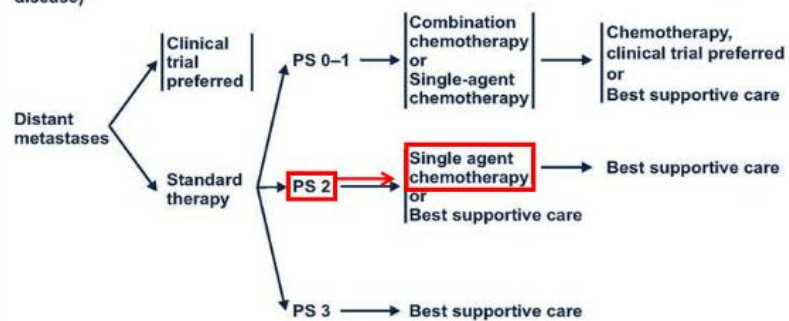 disease)
Clinical
trial
preferred
Distant
metastases
Standard
therapy
PS 0–1
Combination
chemotherapy
or
Single-agent
chemotherapy
Chemotherapy,
clinical trial preferred
or
Best supportive care
PS 2
Single agent
chemotherapy
or
Best supportive care
Best supportive care
PS 3
Best supportive care